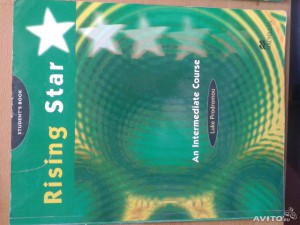 STUDENT'S BOOK
Rising Star
An Intermediate Course
Luke Prodromou
AVITO.ru